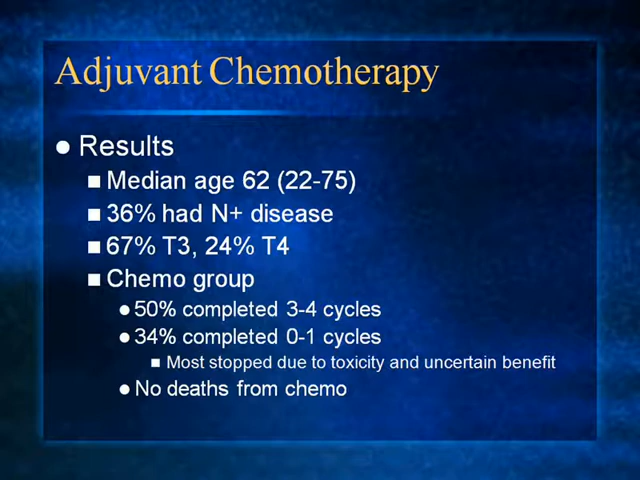 Adjuvant Chemotherapy
Results
Median age 62 (22-75)
36% had N+ disease
67% T3, 24% T4
Chemo group
50% completed 3-4 cycles
34% completed 0-1 cycles
Most stopped due to toxicity and uncertain benefit
No deaths from chemo